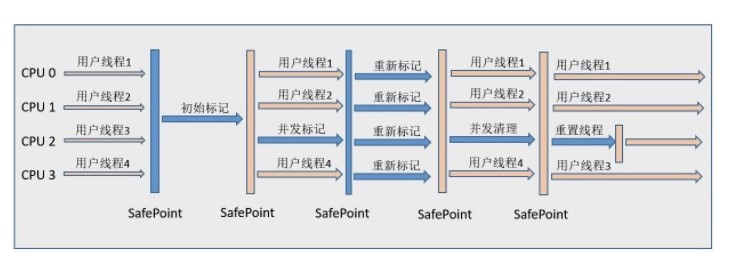 CPU 0 用户线程1 用户线程1 重新标记 用户线程1 用户线程1
CPU 1 用户线程2 初始标记 用户线程2 重新标记 用户线程2 用户线程2
CPU 2 用户线程3 并发标记 重新标记 并发清理 重置线程
CPU 3 用户线程4 用户线程4 重新标记 用户线程4 用户线程3
SafePoint SafePoint SafePoint SafePoint SafePoint